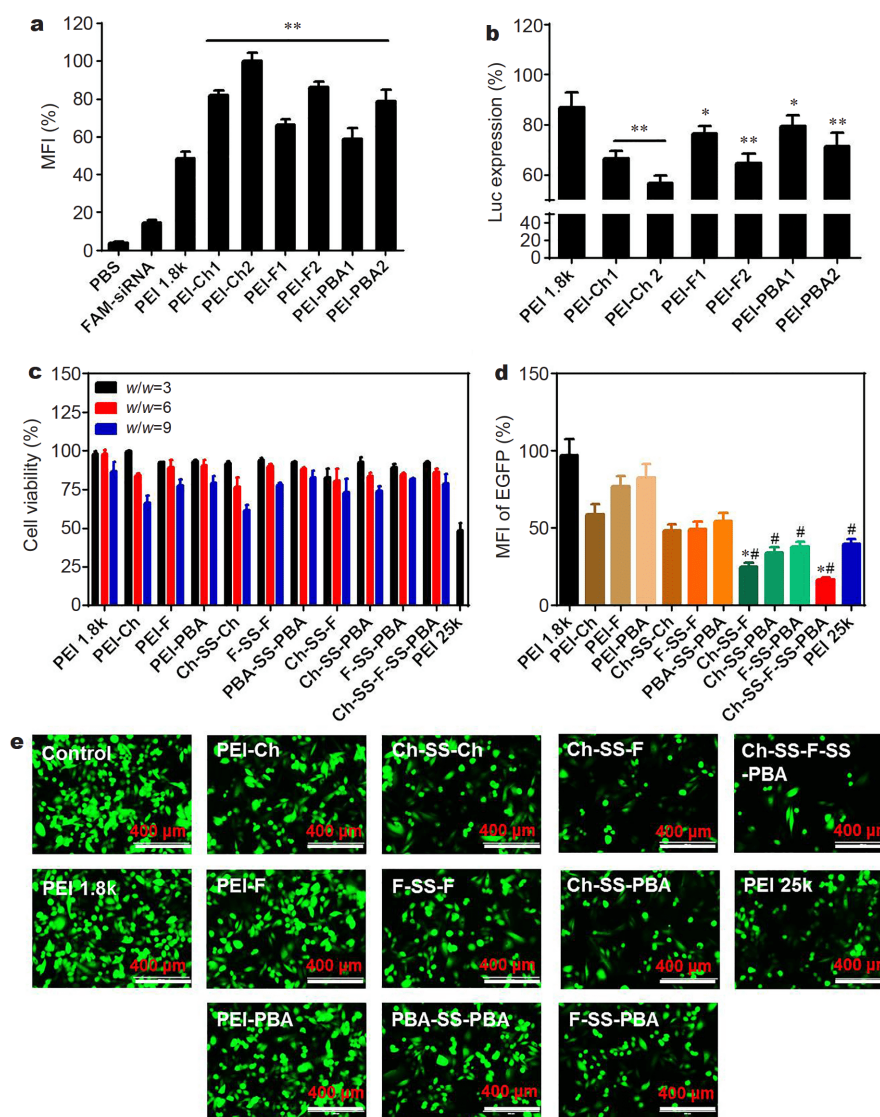 a
MFI (%)
120
100
80
60
40
20
0
**
PBS
FAM-siRNA
PEI 1.8k
PEI-Ch1
PEI-Ch2
PEI-F1
PEI-F2
PEI-PBA1
PEI-PBA2
b
Luc expression (%)
100
80
60
50
40
20
0
**
*
**
*
**
PEI 1.8k
PEI-Ch1
PEI-Ch 2
PEI-F1
PEI-F2
PEI-PBA1
PEI-PBA2
c
Cell viability (%)
150
100
75
50
25
0
w/w=3
w/w=6
w/w=9
PEI 1.8k
PEI-Ch
PEI-F
PEI-PBA
Ch-SS-Ch
F-SS-F
PBA-SS-PBA
Ch-SS-F
Ch-SS-PBA
F-SS-PBA
Ch-SS-F-SS-PBA
PEI 25k
d
MFI of EGFP (%)
150
100
50
0
*#
#
#
*#
#
PEI 1.8k
PEI-Ch
PEI-F
PEI-PBA
Ch-SS-Ch
F-SS-F
PBA-SS-PBA
Ch-SS-F
Ch-SS-PBA
F-SS-PBA
Ch-SS-F-SS-PBA
PEI 25k
e
Control
400 µm
PEI-Ch
400 µm
Ch-SS-Ch
400 µm
Ch-SS-F
400 µm
Ch-SS-F-SS
-PBA
400 µm
PEI 1.8k
400 µm
PEI-F
400 µm
F-SS-F
400 µm
Ch-SS-PBA
400 µm
PEI 25k
400 µm
PEI-PBA
400 µm
PBA-SS-PBA
400 µm
F-SS-PBA
400 µm